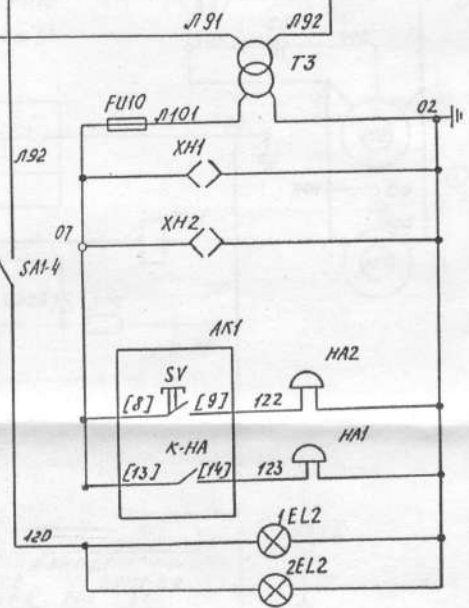 Л91 Л92
Т3
FU10 Л101 02
Л92 XH1
07 XH2
SA1-4
AK1
HA2
SV
[8] [9] 122
K-HA HA1
[13] [14] 123
1EL2
120
2EL2